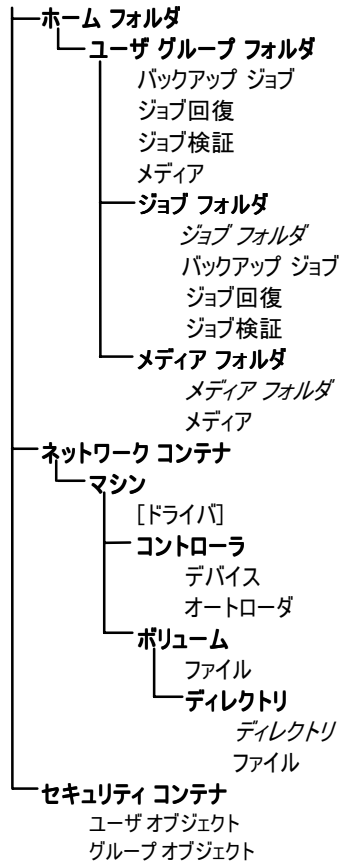 ホーム フォルダ
ユーザ グループ フォルダ
バックアップ ジョブ
ジョブ回復
ジョブ検証
メディア
ジョブ フォルダ
ジョブ フォルダ
バックアップ ジョブ
ジョブ回復
ジョブ検証
メディア フォルダ
メディア フォルダ
メディア
ネットワーク コンテナ
マシン
[ドライバ]
コントローラ
デバイス
オートローダ
ボリューム
ファイル
ディレクトリ
ディレクトリ
ファイル
セキュリティ コンテナ
ユーザ オブジェクト
グループ オブジェクト